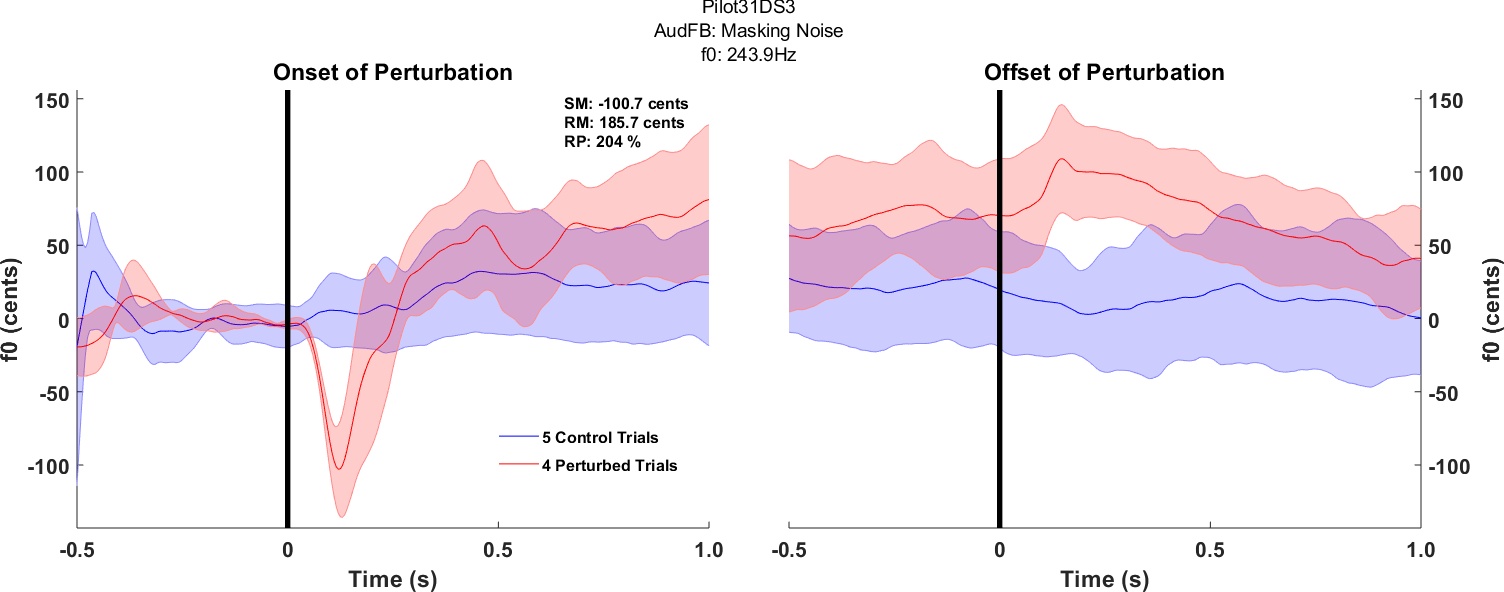 Pilot31DS3
AudFB: Masking Noise
f0: 243.9Hz
Onset of Perturbation
SM: -100.7 cents
RM: 185.7 cents
RP: 204 %
150
100
50
0
-50
-100
f0 (cents)
5 Control Trials
4 Perturbed Trials
-0.5 0 0.5 1.0
Time (s)
Offset of Perturbation
150
100
50
0
-50
-100
f0 (cents)
-0.5 0 0.5 1.0
Time (s)